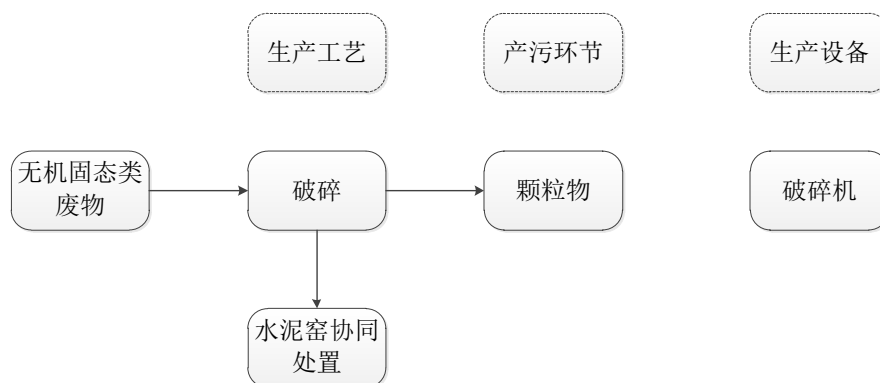 生产工艺
产污环节
生产设备
无机固态类
废物
破碎
颗粒物
破碎机
水泥窑协同
处置